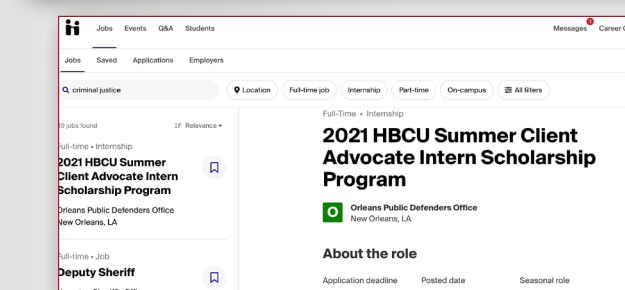 Jobs Events Q&A Students Messages Career
Jobs Saved Applications Employers
criminal justice Location Full-time job Internship Part-time On-campus All filters
jobs found Relevance
Full-time • Internship
2021 HBCU Summer
Client Advocate Intern
Scholarship Program
Orleans Public Defenders Office
New Orleans, LA
Full-time • Job
Deputy Sheriff
Full-Time • Internship
2021 HBCU Summer Client
Advocate Intern Scholarship
Program
O
Orleans Public Defenders Office
New Orleans, LA
About the role
Application deadline Posted date Seasonal role